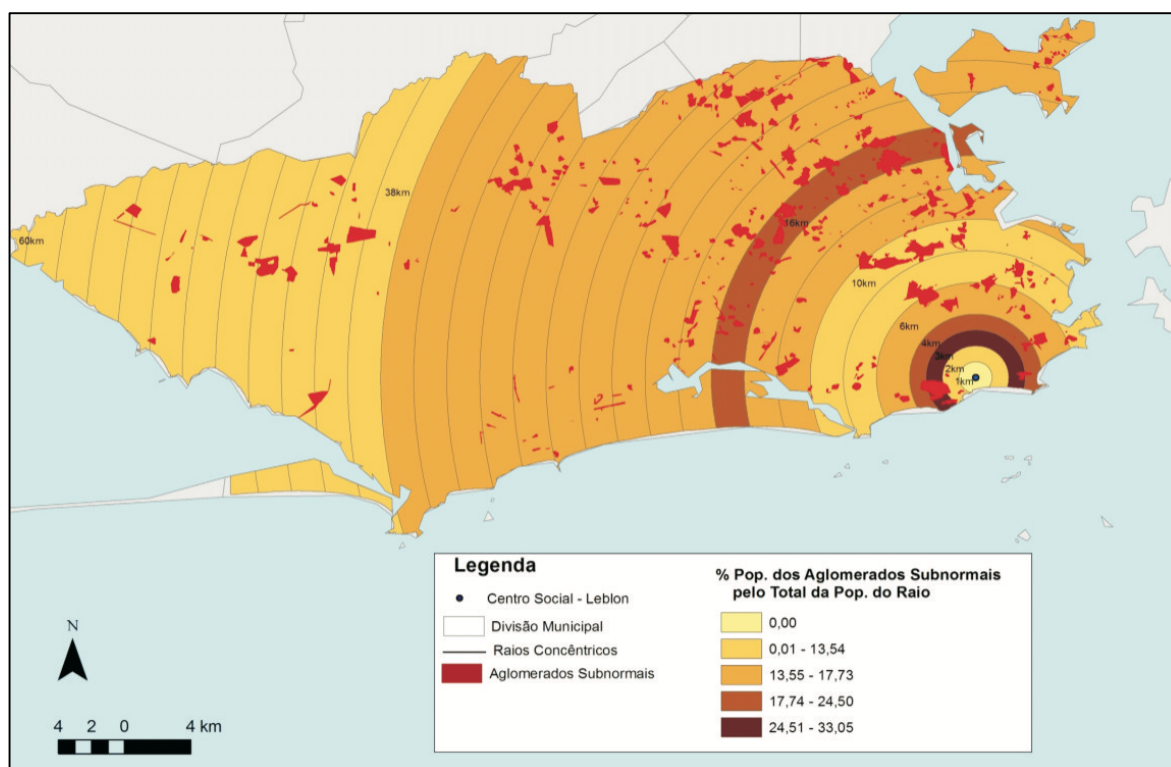 38km
60km
16km
10km
6km
4km
3km
2km
1km
Legenda
Centro Social - Leblon
Divisão Municipal
Raios Concêntricos
Aglomerados Subnormais
% Pop. dos Aglomerados Subnormais
pelo Total da Pop. do Raio
0,00
0,01 - 13,54
13,55 - 17,73
17,74 - 24,50
24,51 - 33,05
N
4 2 0 4 km